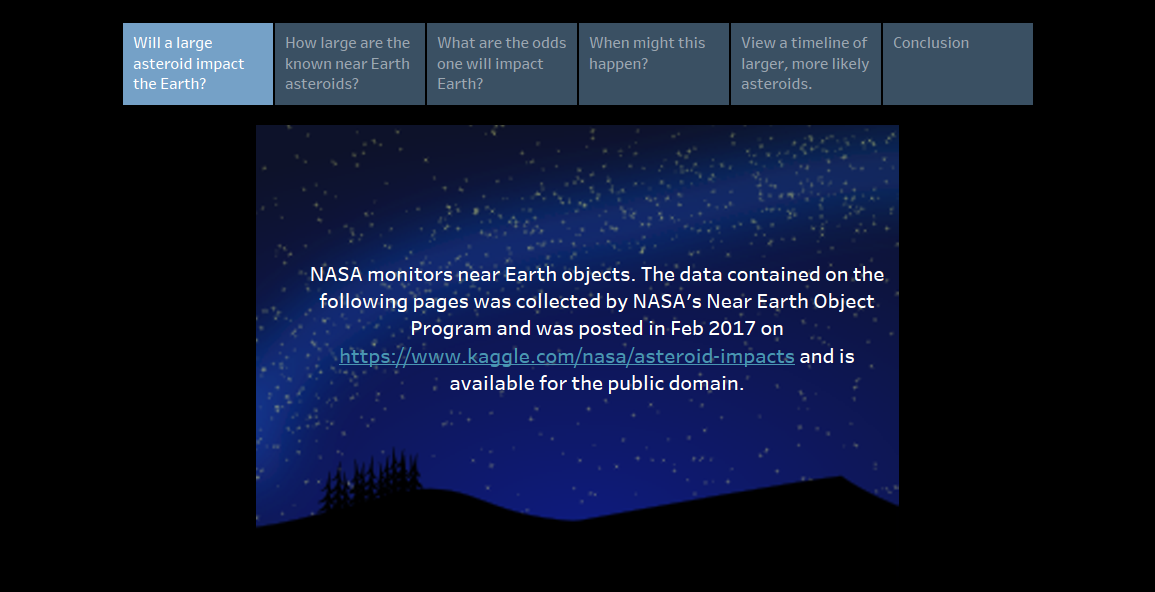 Will a large
asteroid impact
the Earth?
How large are the
known near Earth
asteroids?
What are the odds
one will impact
Earth?
When might this
happen?
View a timeline of
larger, more likely
asteroids.
Conclusion
NASA monitors near Earth objects. The data contained on the
following pages was collected by NASA's Near Earth Object
Program and was posted in Feb 2017 on
https://www.kaggle.com/nasa/asteroid-impacts and is
available for the public domain.